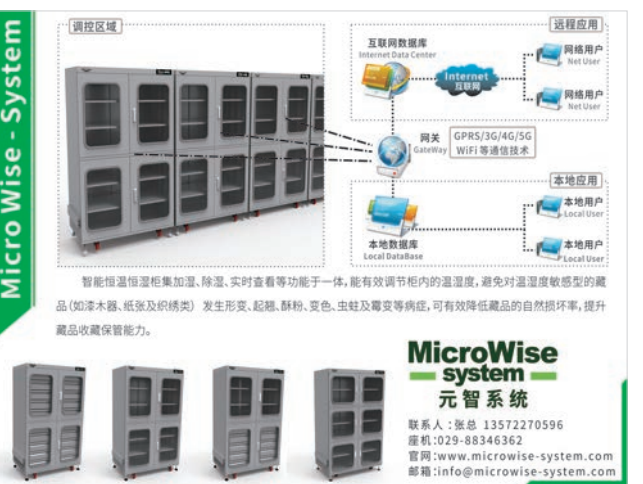 Micro Wise - System
调控区域
远程应用
互联网数据库
Internet Data Center
Internet
互联网
网络用户
Net User
网络用户
Net User
网关
GateWay
GPRS/3G/4G/5G
WiFi 等通信技术
本地应用
本地数据库
Local DataBase
本地用户
Local User
本地用户
Local User
智能恒温恒湿柜集加湿、除湿、实时查看等功能于一体，能有效调节柜内的温湿度，避免对温湿度敏感型的藏
品（如漆木器、纸张及织绣类） 发生形变、起翘、酥粉、变色、虫蛀及霉变等病症，可有效降低藏品的自然损坏率，提升
藏品收藏保管能力。
MicroWise
system
元智系统
联系人：张总 13572270596
座机:029-88346362
官网:www.microwise-system.com
邮箱:info@microwise-system.com